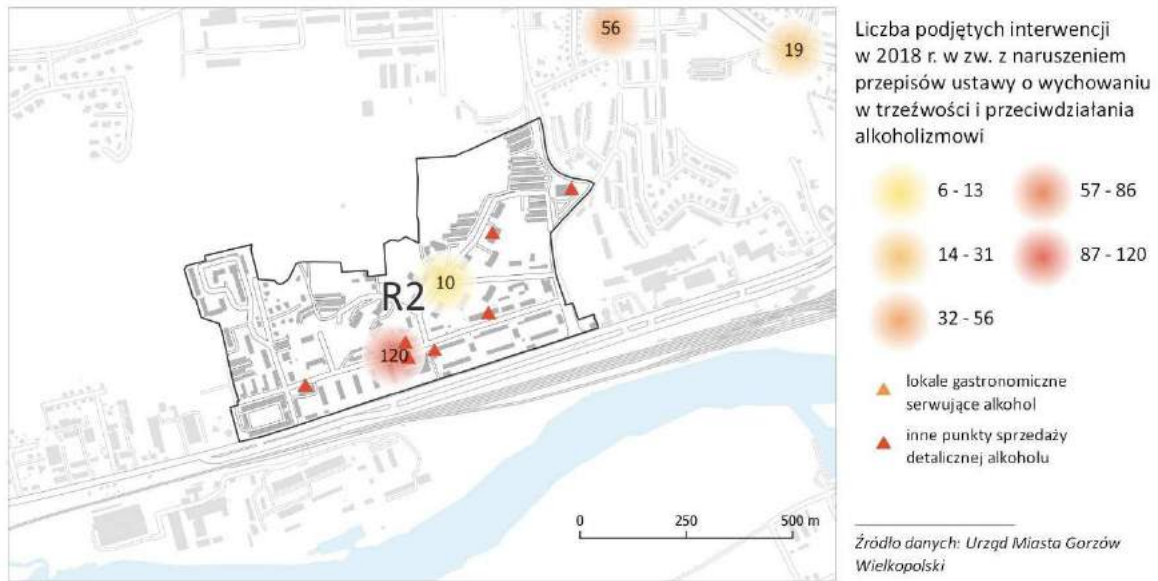 56
19
10
R2
120
0 250 500 m
Liczba podjętych interwencji
w 2018 r. w zw. z naruszeniem
przepisów ustawy o wychowaniu
w trzeźwości i przeciwdziałania
alkoholizmowi
6 - 13
57 - 86
14 - 31
87 - 120
32 - 56
lokale gastronomiczne
serwujące alkohol
inne punkty sprzedaży
detalicznej alkoholu
Źródło danych: Urząd Miasta Gorzów
Wielkopolski